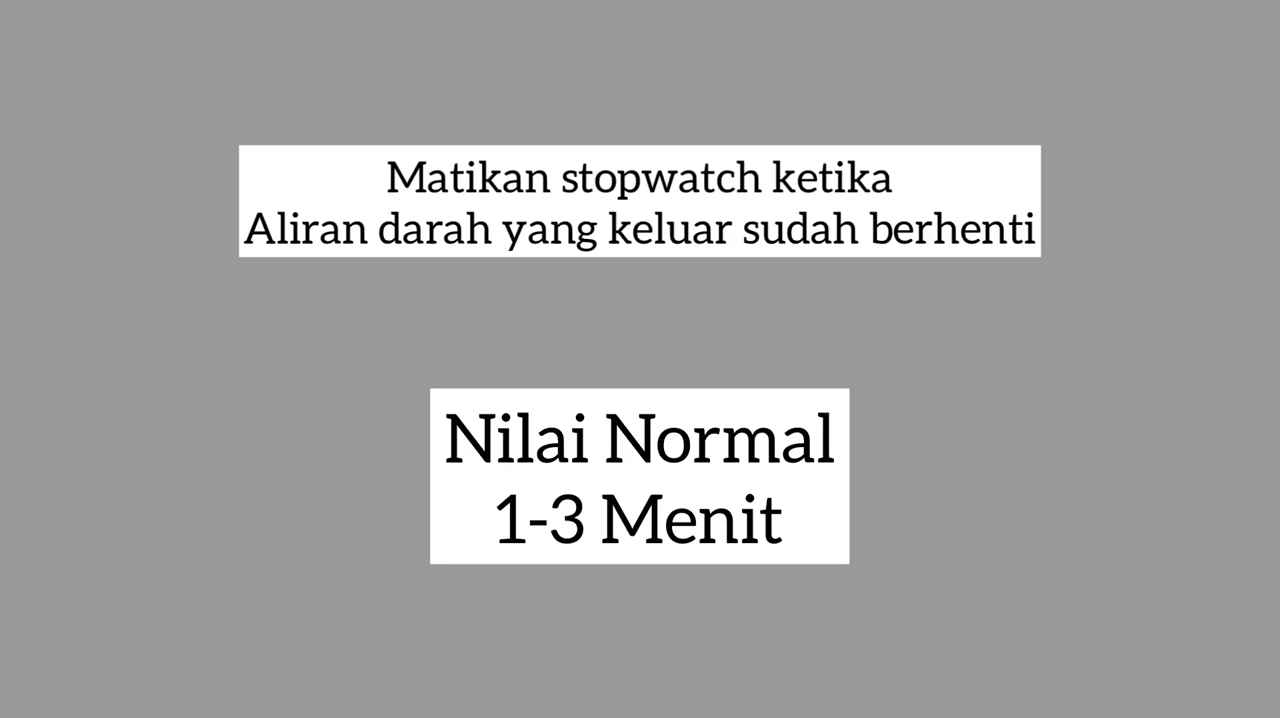 Matikan stopwatch ketika
Aliran darah yang keluar sudah berhenti
Nilai Normal
1-3 Menit